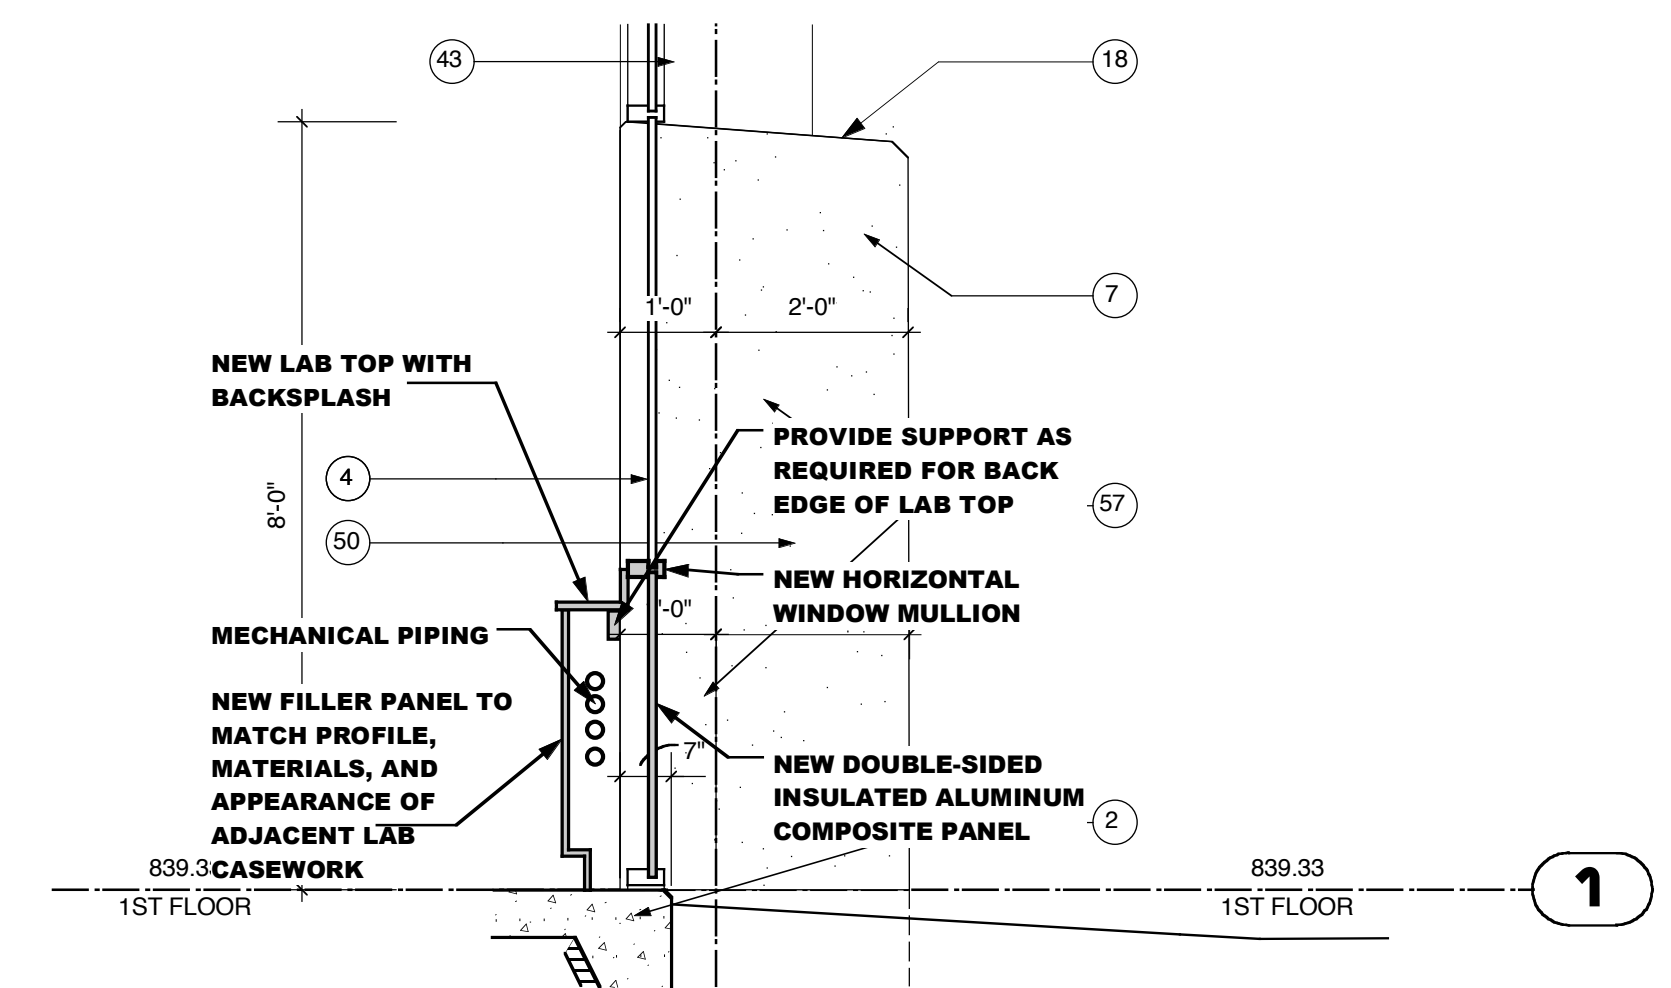 43
18
7
1'-0"
2'-0"
NEW LAB TOP WITH
BACKSPLASH
PROVIDE SUPPORT AS
REQUIRED FOR BACK
EDGE OF LAB TOP
4
57
8'-0"
50
NEW HORIZONTAL
WINDOW MULLION
'-0"
MECHANICAL PIPING
NEW FILLER PANEL TO
MATCH PROFILE,
MATERIALS, AND
APPEARANCE OF
ADJACENT LAB
CASEWORK
7"
NEW DOUBLE-SIDED
INSULATED ALUMINUM
COMPOSITE PANEL
2
839.3
1ST FLOOR
839.33
1ST FLOOR
1